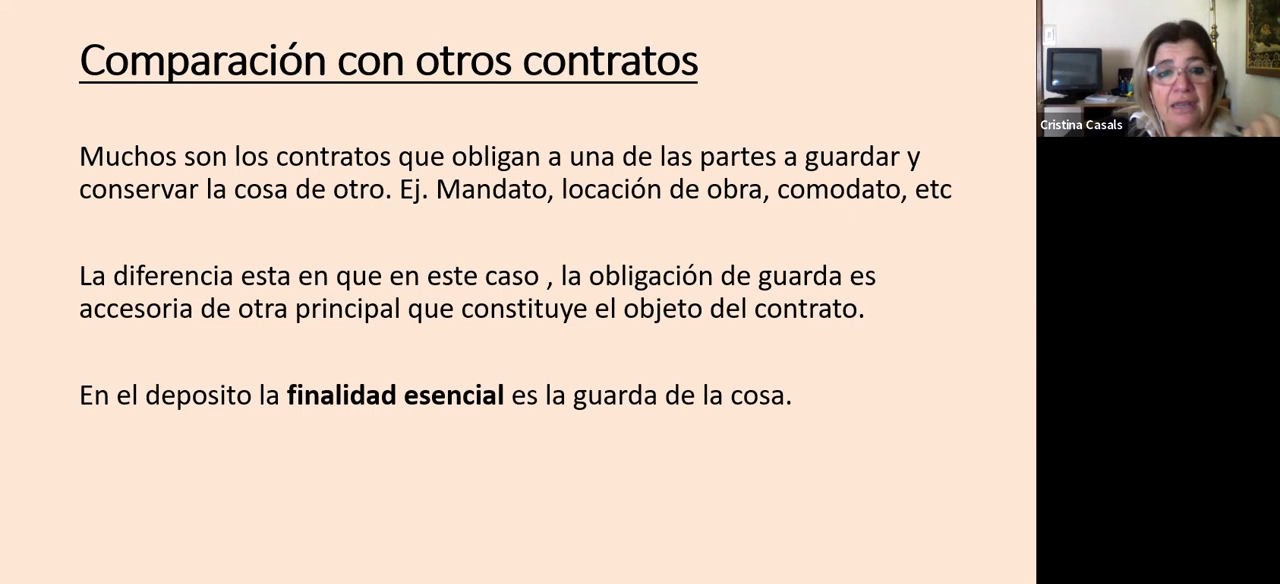 Comparación con otros contratos
Muchos son los contratos que obligan a una de las partes a guardar y
conservar la cosa de otro. Ej. Mandato, locación de obra, comodato, etc
La diferencia esta en que en este caso , la obligación de guarda es
accesoria de otra principal que constituye el objeto del contrato.
En el deposito la finalidad esencial es la guarda de la cosa.
Cristina Casals